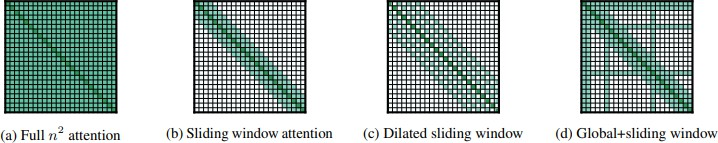 (a) Full n² attention
(b) Sliding window attention
(c) Dilated sliding window
(d) Global+sliding window